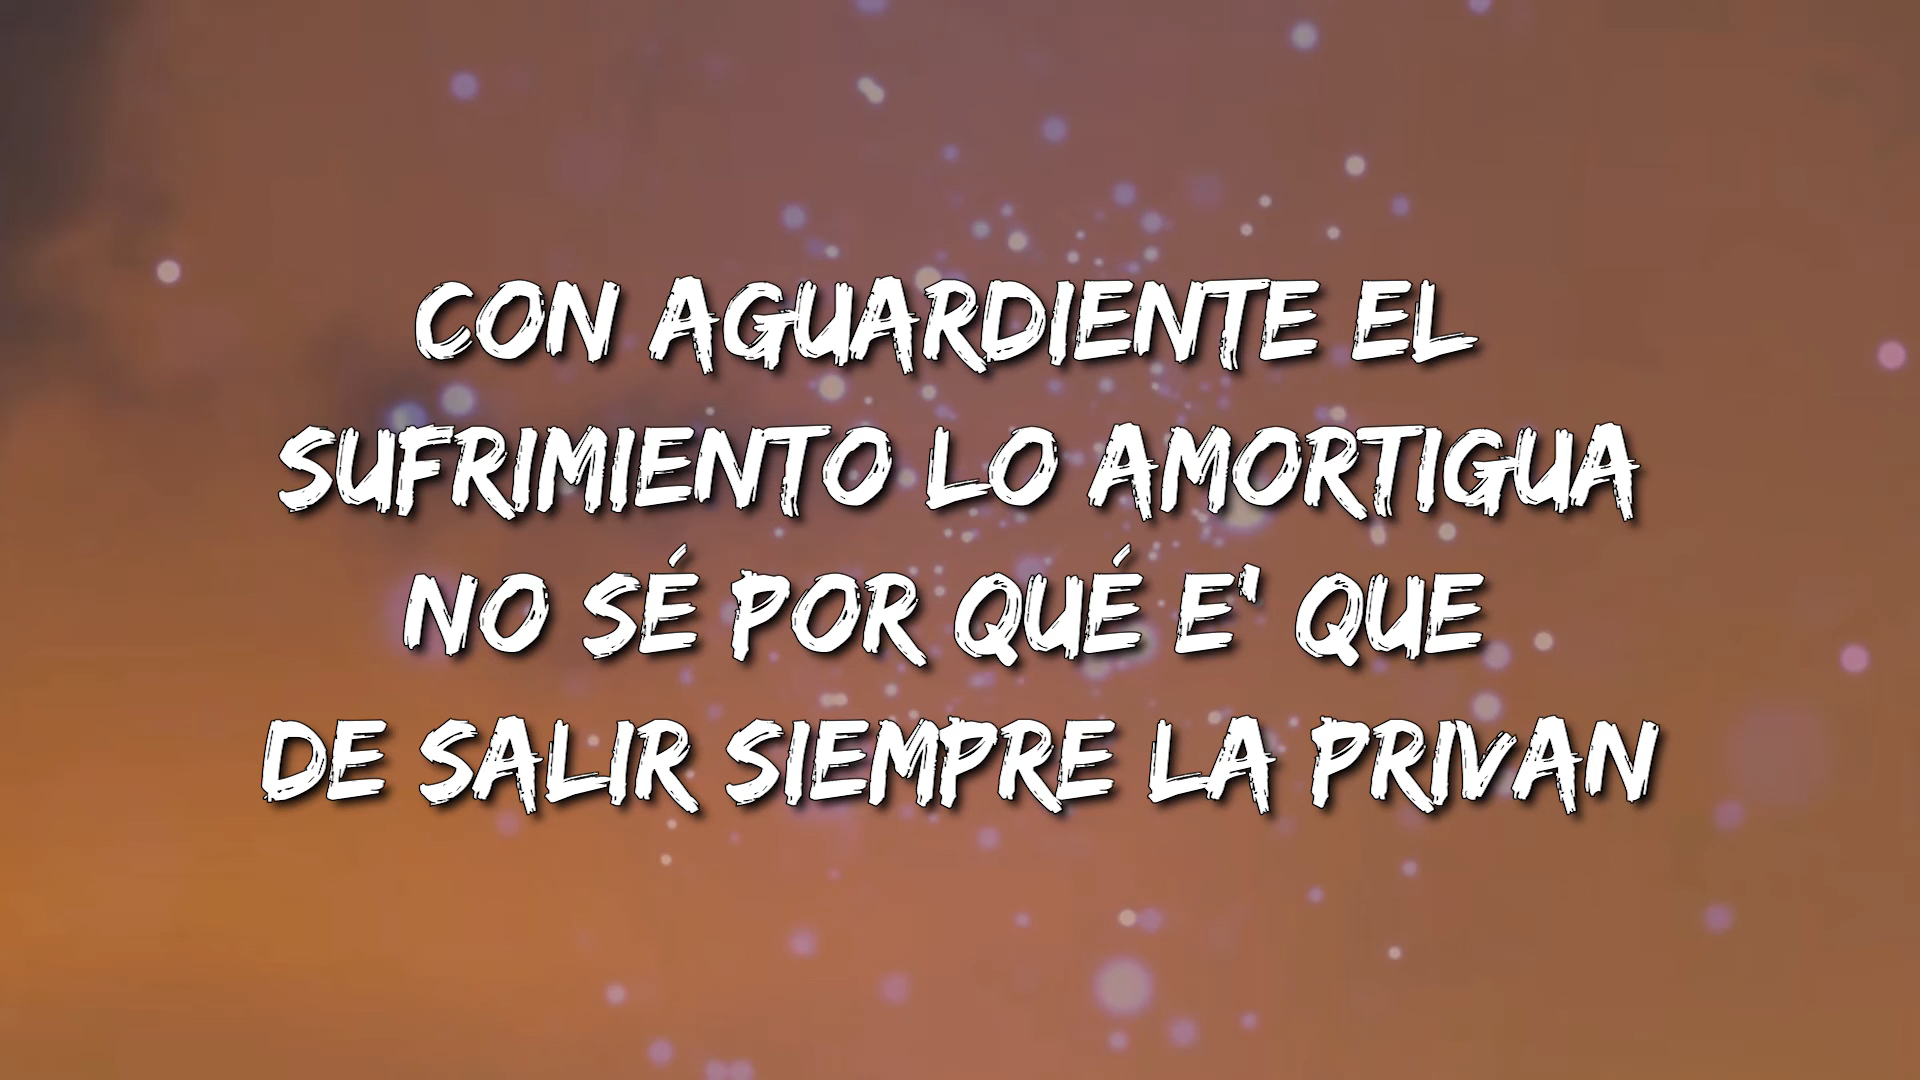 CON AGUARDIENTE EL
SUFRIMIENTO LO AMORTIGUA
NO SÉ POR QUÉ E' QUE
DE SALIR SIEMPRE LA PRIVAN